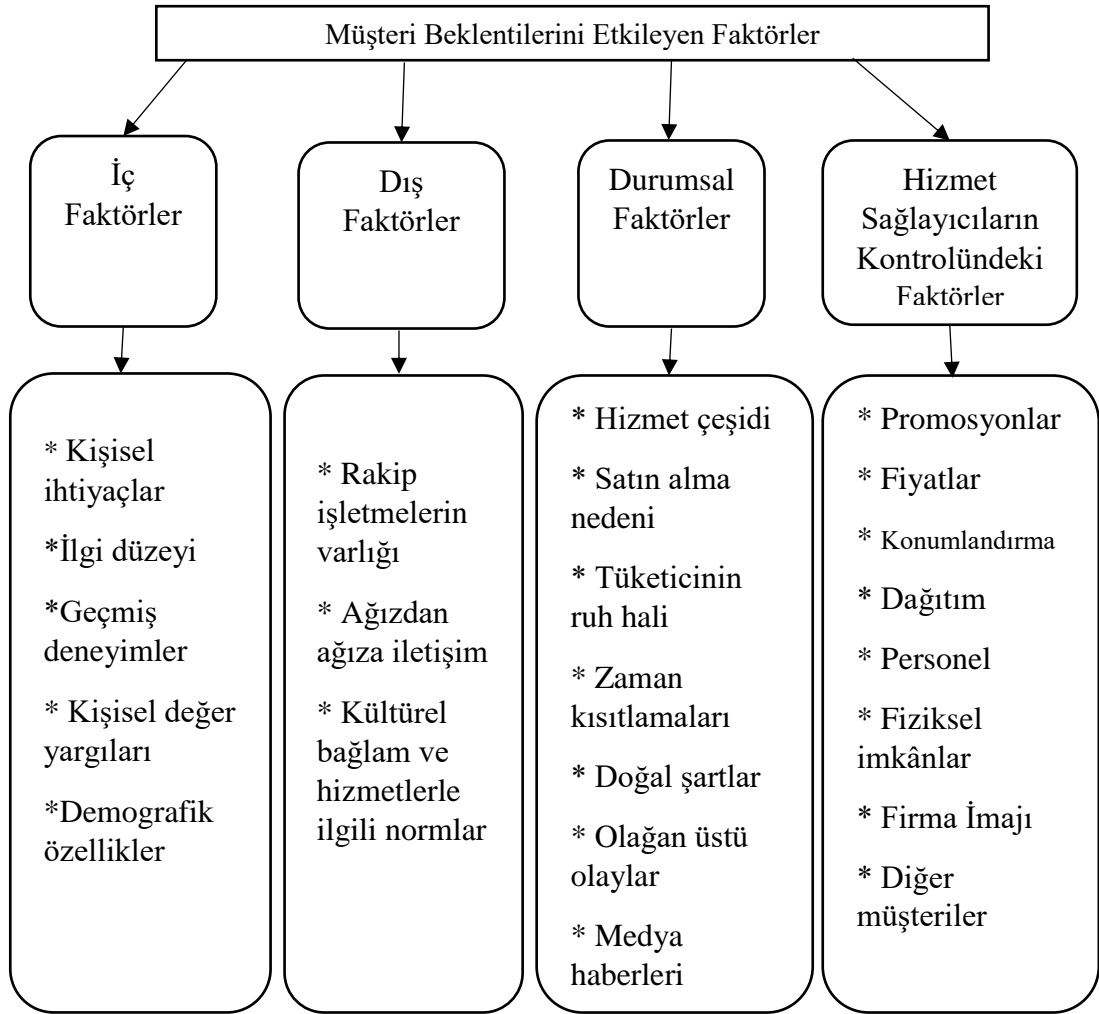 Müşteri Beklentilerini Etkileyen Faktörler
İç
Faktörler
Dış
Faktörler
Durumsal
Faktörler
Hizmet
Sağlayıcıların
Kontrolündeki
Faktörler
* Kişisel
ihtiyaçlar
*İlgi düzeyi
*Geçmiş
deneyimler
* Kişisel değer
yargıları
*Demografik
özellikler
* Rakip
işletmelerin
varlığı
* Ağızdan
ağıza iletişim
* Kültürel
bağlam ve
hizmetlerle
ilgili normlar
* Hizmet çeşidi
* Satın alma
nedeni
* Tüketicinin
ruh hali
* Zaman
kısıtlamaları
* Doğal şartlar
* Olağan üstü
olaylar
* Medya
haberleri
* Promosyonlar
* Fiyatlar
* Konumlandırma
* Dağıtım
* Personel
* Fiziksel
imkânlar
* Firma İmajı
* Diğer
müşteriler